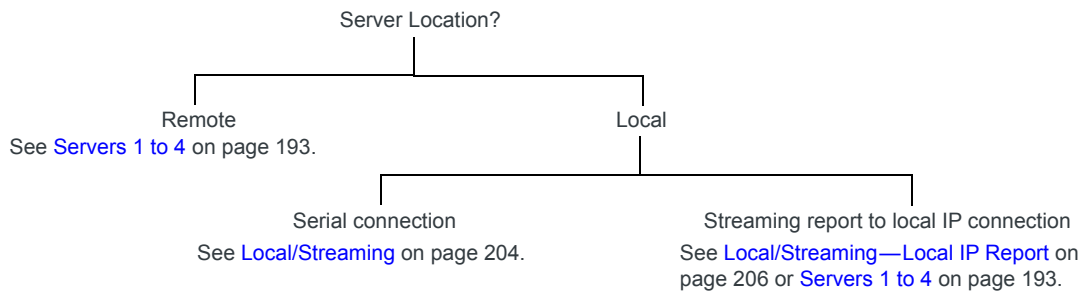 Server Location?
Remote
See Servers 1 to 4 on page 193.
Local
Serial connection
See Local/Streaming on page 204.
Streaming report to local IP connection
See Local/Streaming—Local IP Report on
page 206 or Servers 1 to 4 on page 193.